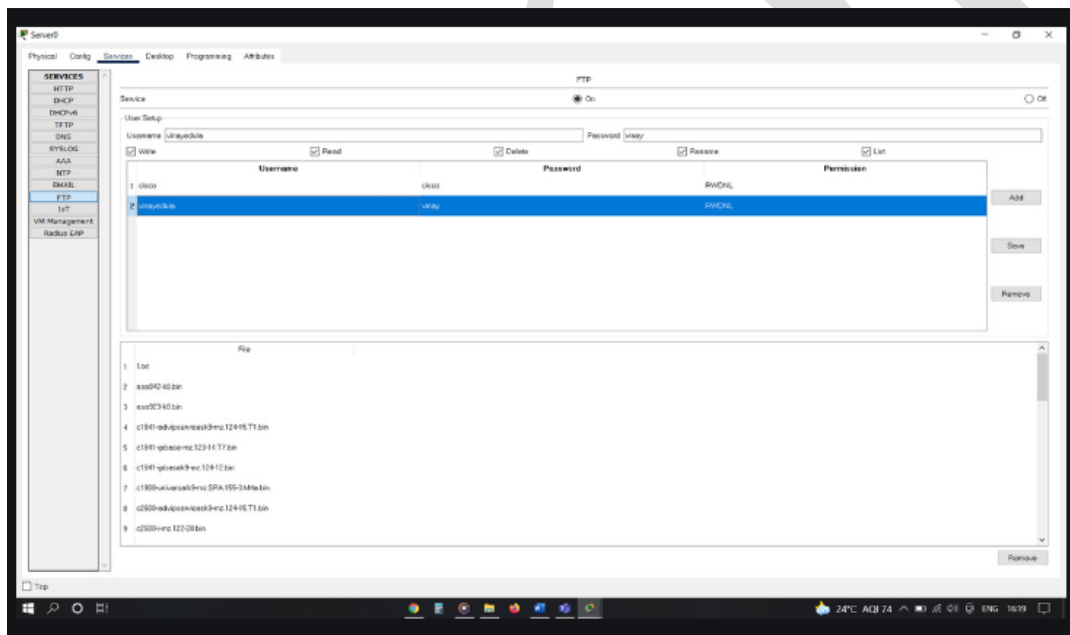 Server0
Physical Config Services Desktop Programming Attributes
SERVICES
HTTP
DHCP
DHCPv6
TFTP
DNS
SYSLOG
AAA
NTP
EMAIL
FTP
IoT
VM Management
Radius EAP
FTP
Service On Off
User Setup
Username vinayedula Password vinay
Write Read Delete Rename List
Username Password Permission
1 cisco cisco RWDNL
2 vinayedula vinay RWDNL
Add
Save
Remove
File
1 1.txt
2 asa842-k8.bin
3 asa923-k8.bin
4 c1841-advipservicesk9-mz.124-15.T1.bin
5 c1841-ipbase-mz.123-14.T7.bin
6 c1841-ipbasek9-mz.124-12.bin
7 c1900-universalk9-mz.SPA.155-3.M4a.bin
8 c2600-advipservicesk9-mz.124-15.T1.bin
9 c2600-i-mz.122-28.bin
Remove
Top
24°C AQI 74 ENG 16:19